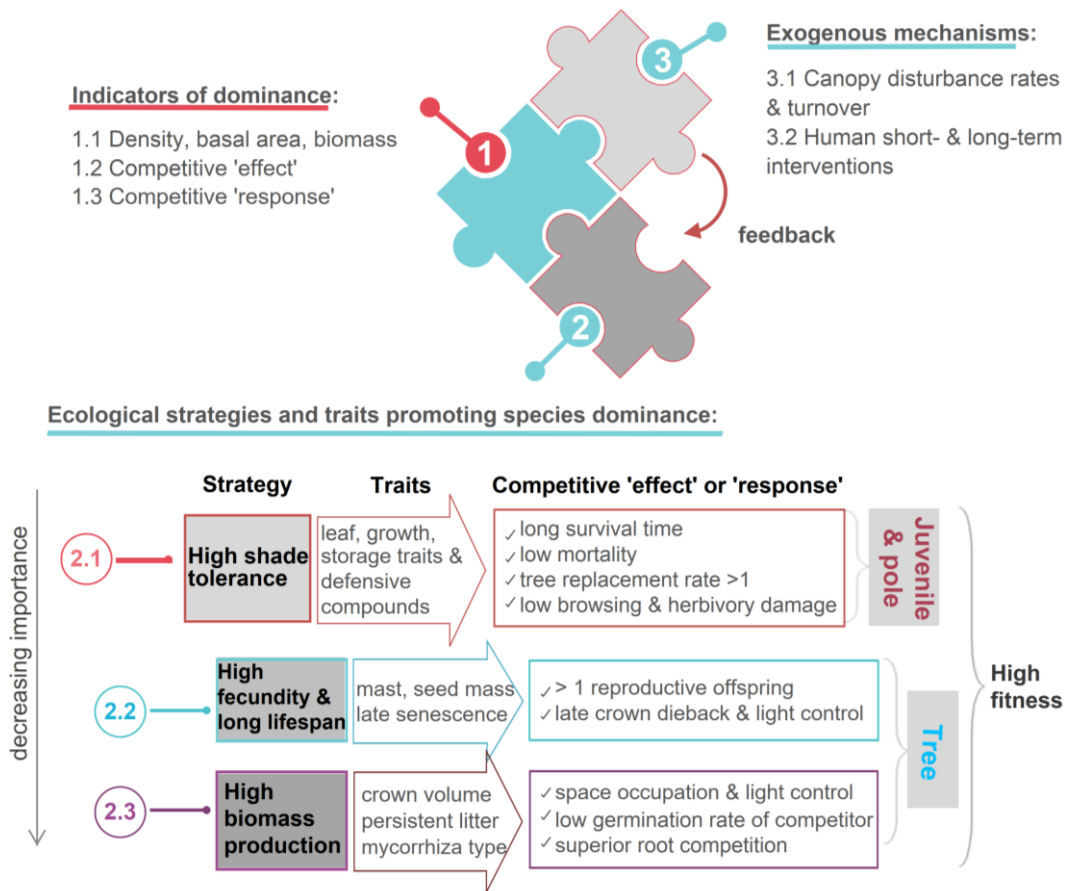 Indicators of dominance:
1.1 Density, basal area, biomass
1.2 Competitive 'effect'
1.3 Competitive 'response'
1
3
2
Exogenous mechanisms:
3.1 Canopy disturbance rates
& turnover
3.2 Human short- & long-term
interventions
feedback
Ecological strategies and traits promoting species dominance:
decreasing importance
Strategy
Traits
Competitive 'effect' or 'response'
2.1
High shade
tolerance
leaf, growth,
storage traits &
defensive
compounds
✓ long survival time
✓ low mortality
✓ tree replacement rate >1
✓ low browsing & herbivory damage
Juvenile
& pole
2.2
High
fecundity &
long lifespan
mast, seed mass
late senescence
✓ > 1 reproductive offspring
✓ late crown dieback & light control
2.3
High
biomass
production
crown volume
persistent litter
mycorrhiza type
✓ space occupation & light control
✓ low germination rate of competitor
✓ superior root competition
Tree
High
fitness